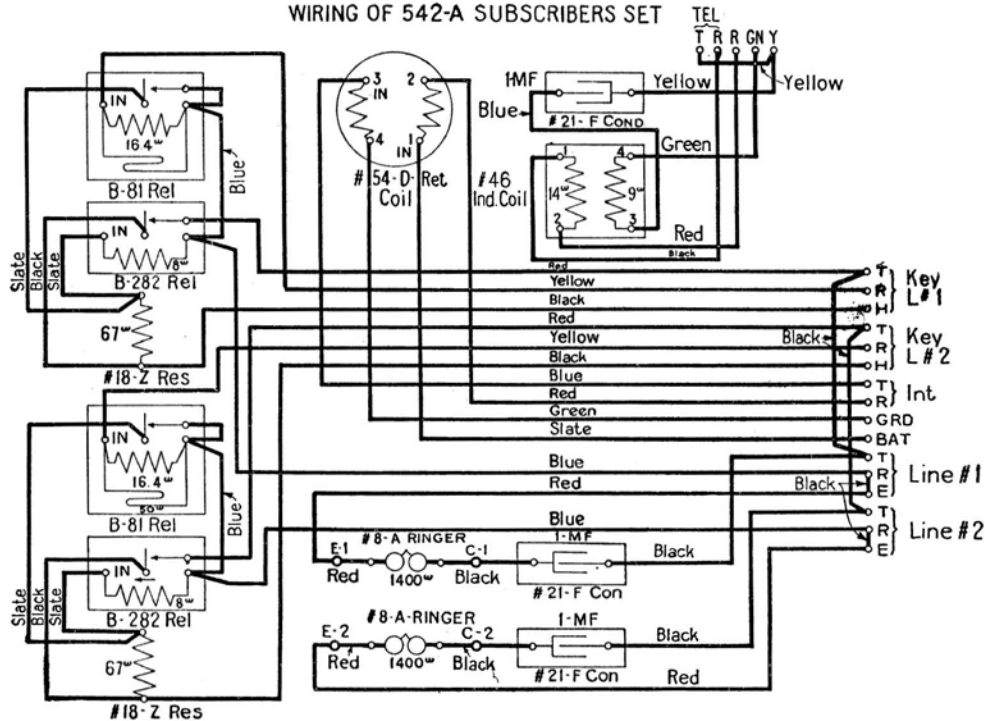 WIRING OF 542-A SUBSCRIBERS SET
TEL
T R R GN Y
Yellow
Yellow
1MF
Blue
#21-F COND
Green
3 2
IN
4 1
IN
#54-D-Ret
Coil
#46
Ind. Coil
1 4
14ω 9ω
2 3
Red
Black
IN
16.4ω
B-81 Rel
Blue
IN
8ω
B-282 Rel
Slate
Black
Slate
67ω
#18-Z Res
IN
16.4ω
50ω
B-81 Rel
Blue
IN
8ω
B-282 Rel
Slate
Black
Slate
67ω
#18-Z Res
Red
Yellow
Black
Red
Yellow
Black
Blue
Red
Green
Slate
Blue
Red
Blue
T
R
H
Key
L#1
T
R
H
Key
L#2
Black
T
R
Int
GRD
BAT
T
R
E
Line #1
Black
T
R
E
Line #2
#8-A RINGER
E-1
C-1
1-MF
Red
1400ω
Black
Black
#21-F Con
#8-A-RINGER
E-2
C-2
1-MF
Red
1400ω
Black
Black
#21-F Con
Red